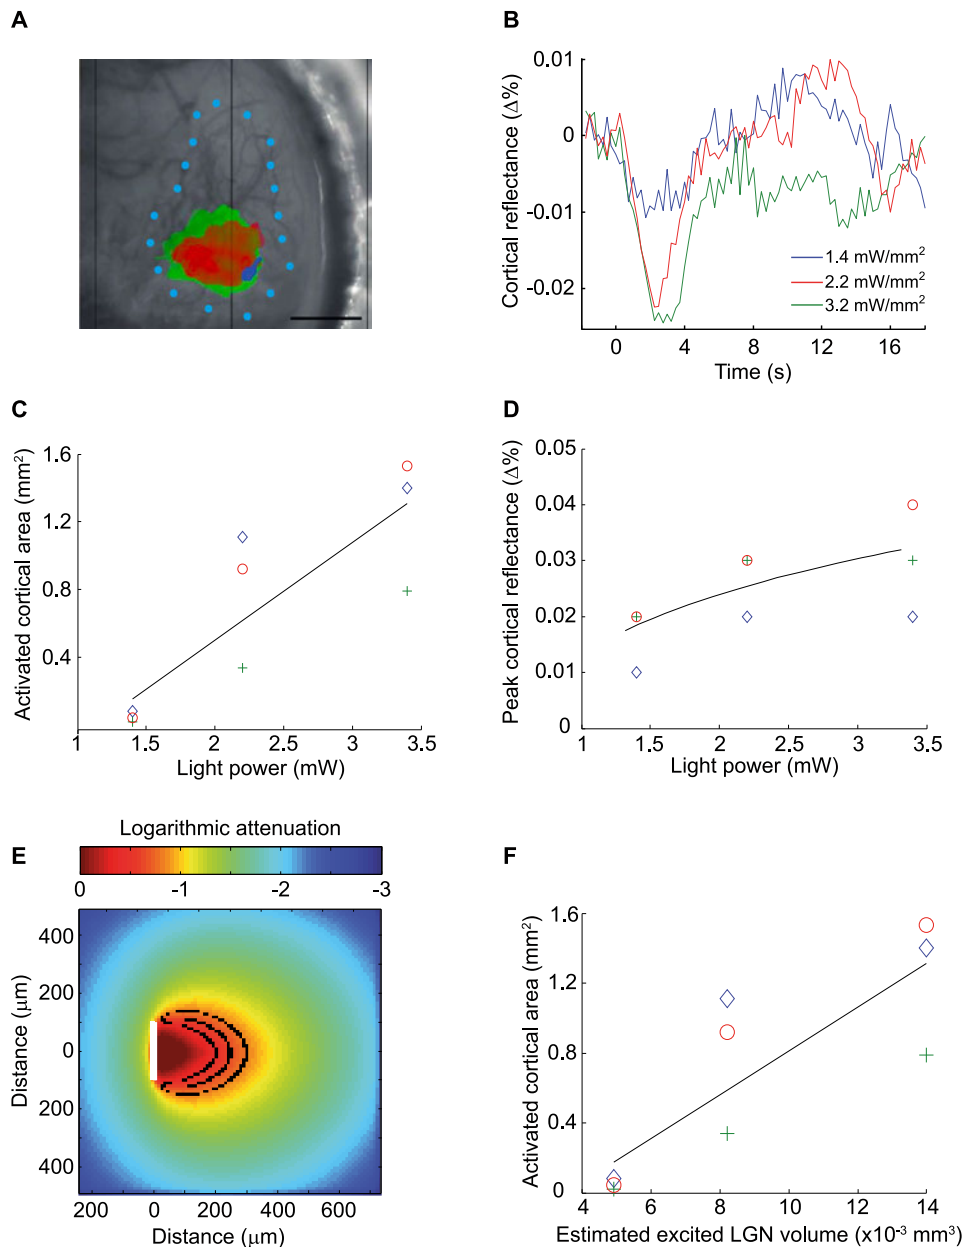 A
B
Cortical reflectance (Δ%)
0.01
0
-0.01
-0.02
1.4 mW/mm²
2.2 mW/mm²
3.2 mW/mm²
0 4 8 12 16
Time (s)
C
Activated cortical area (mm²)
1.6
1.2
0.8
0.4
1 1.5 2 2.5 3 3.5
Light power (mW)
D
Peak cortical reflectance (Δ%)
0.05
0.04
0.03
0.02
0.01
0
1 1.5 2 2.5 3 3.5
Light power (mW)
E
Logarithmic attenuation
0 -1 -2 -3
Distance (µm)
400
200
0
200
400
200 0 200 400 600
Distance (µm)
F
Activated cortical area (mm²)
1.6
1.2
0.8
0.4
0
4 6 8 10 12 14
Estimated excited LGN volume (x10⁻³ mm³)